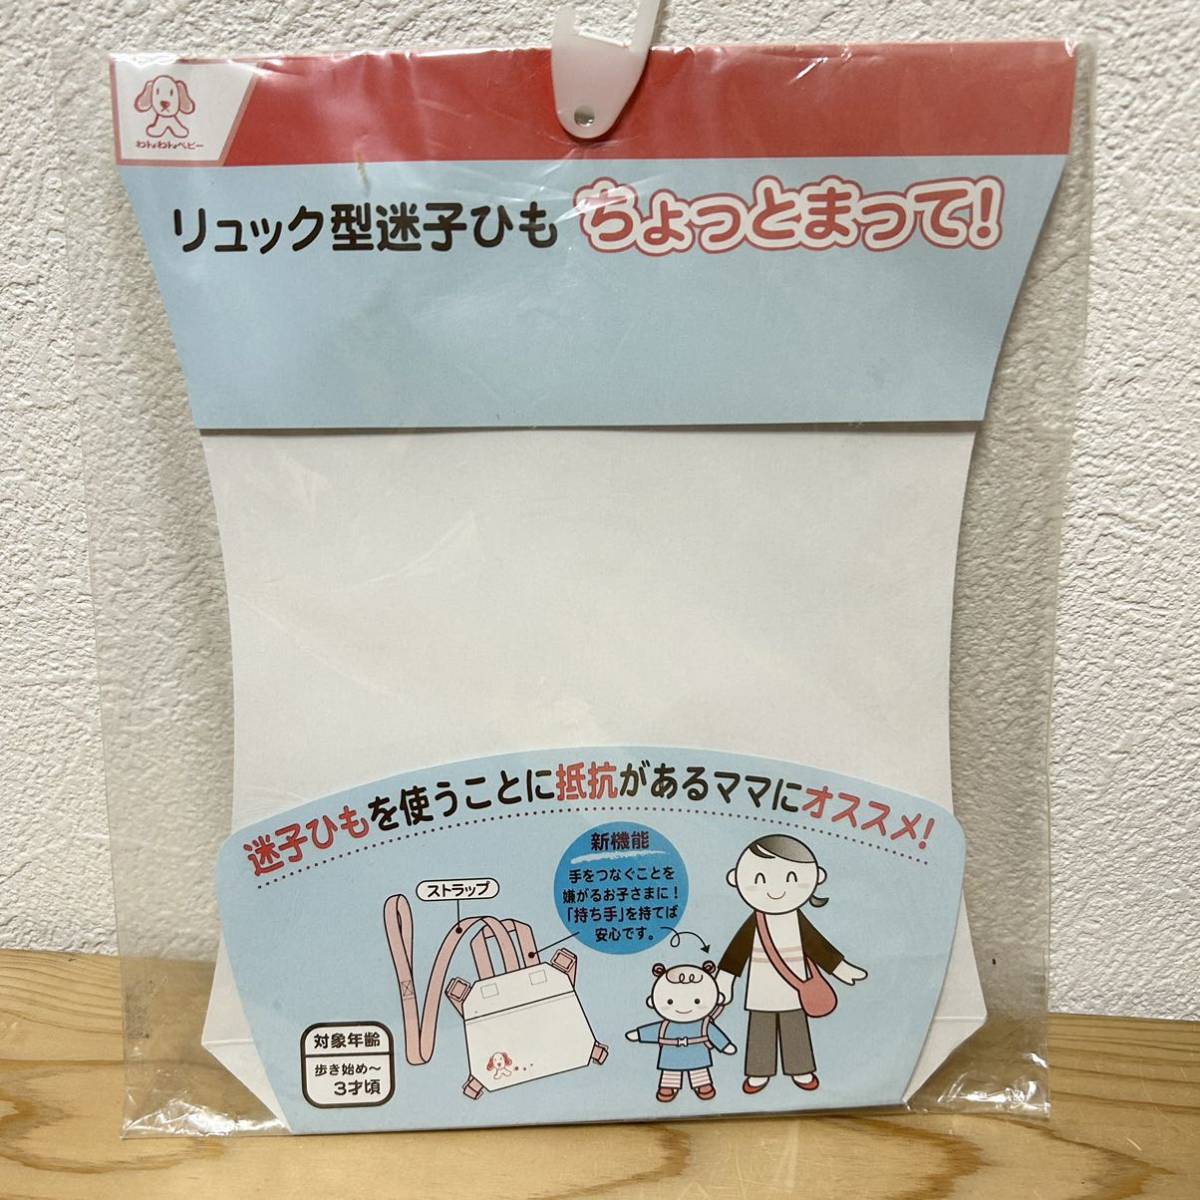 わんわんベビー
リュック型迷子ひも ちょっとまって!
迷子ひもを使うことに抵抗があるママにオススメ!
新機能
手をつなぐことを
嫌がるお子さまに!
「持ち手」を持てば
安心です。
ストラップ
対象年齢
歩き始め〜
3才頃